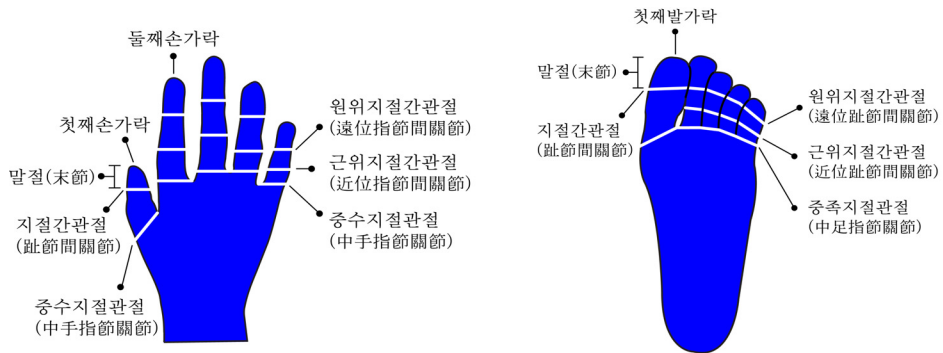 둘째손가락
첫째손가락
말절(末節)
지절간관절
(趾節間關節)
중수지절관절
(中手指節關節)
원위지절간관절
(遠位指節間關節)
근위지절간관절
(近位指節間關節)
중수지절관절
(中手指節關節)
첫째발가락
말절(末節)
지절간관절
(趾節間關節)
원위지절간관절
(遠位趾節間關節)
근위지절간관절
(近位趾節間關節)
중족지절관절
(中足指節關節)